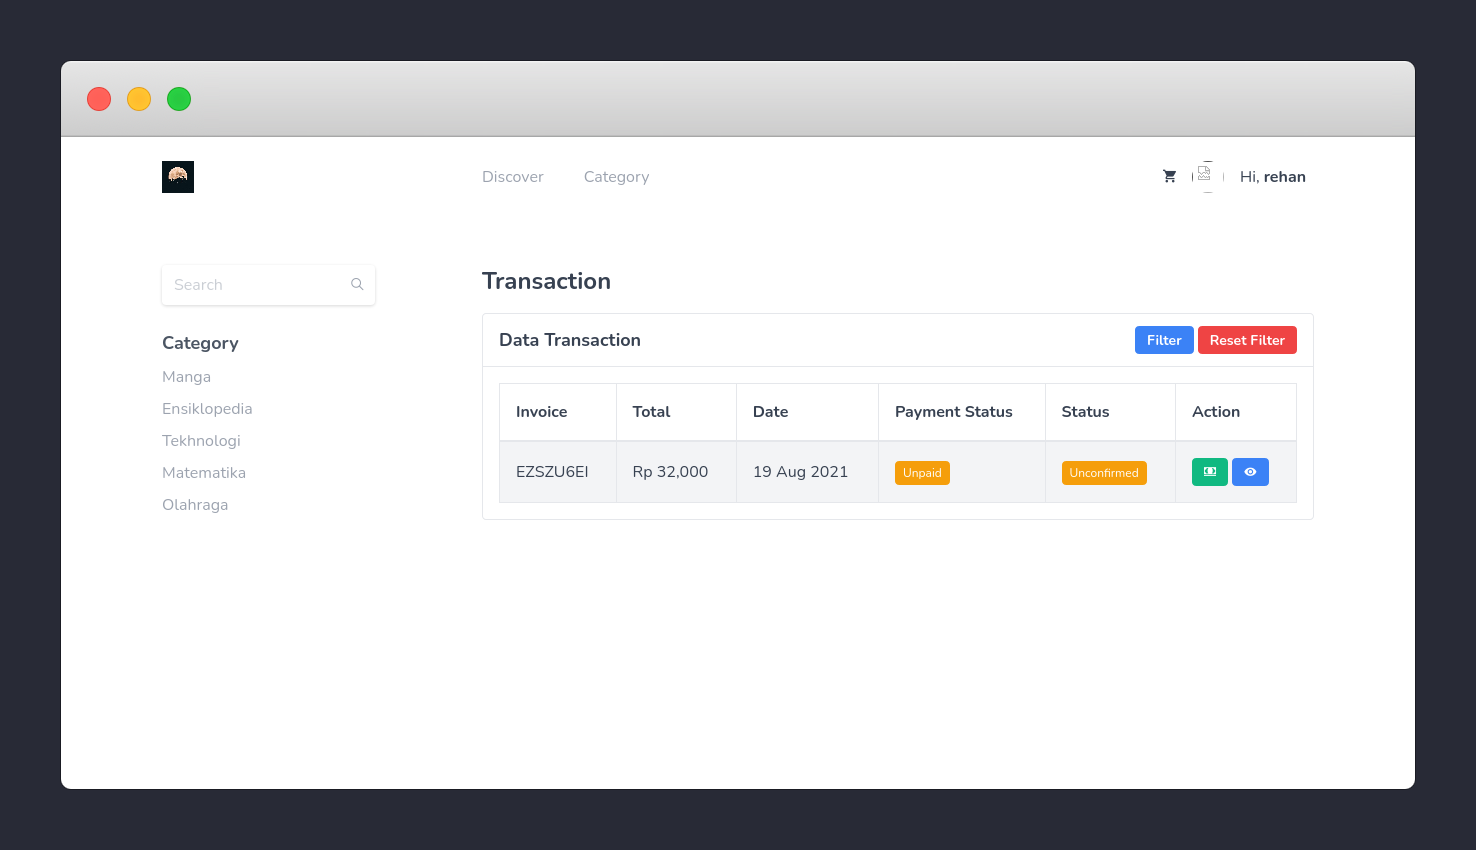 Discover Category Hi, rehan
Search
Category
Manga
Ensiklopedia
Tekhnologi
Matematika
Olahraga
Transaction
Data Transaction Filter Reset Filter
Invoice Total Date Payment Status Status Action
EZSZU6EI Rp 32,000 19 Aug 2021 Unpaid Unconfirmed